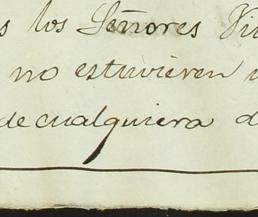 los Señores
no estuvieren
de cualquiera d